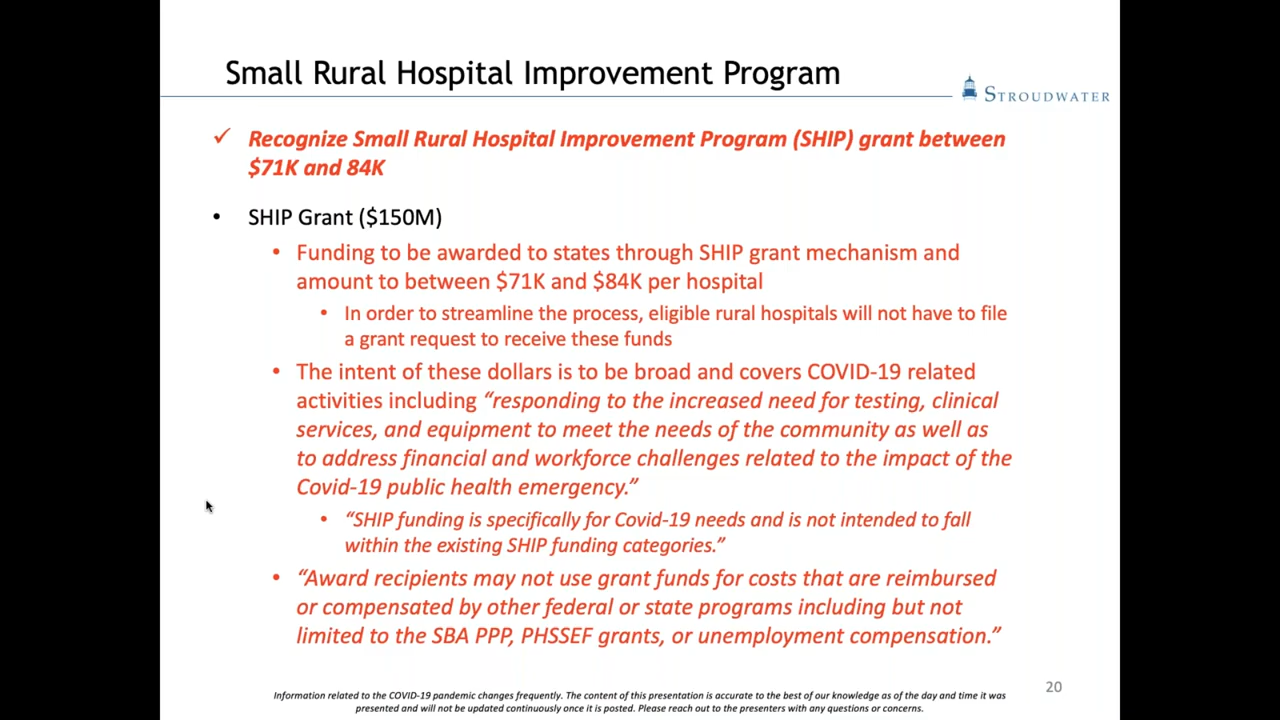 Small Rural Hospital Improvement Program
STROUDWATER
✓ Recognize Small Rural Hospital Improvement Program (SHIP) grant between
$71K and 84K
• SHIP Grant ($150M)
• Funding to be awarded to states through SHIP grant mechanism and
amount to between $71K and $84K per hospital
• In order to streamline the process, eligible rural hospitals will not have to file
a grant request to receive these funds
• The intent of these dollars is to be broad and covers COVID-19 related
activities including “responding to the increased need for testing, clinical
services, and equipment to meet the needs of the community as well as
to address financial and workforce challenges related to the impact of the
Covid-19 public health emergency.”
• “SHIP funding is specifically for Covid-19 needs and is not intended to fall
within the existing SHIP funding categories.”
• “Award recipients may not use grant funds for costs that are reimbursed
or compensated by other federal or state programs including but not
limited to the SBA PPP, PHSSEF grants, or unemployment compensation.”
20
Information related to the COVID-19 pandemic changes frequently. The content of this presentation is accurate to the best of our knowledge as of the day and time it was
presented and will not be updated continuously once it is posted. Please reach out to the presenters with any questions or concerns.